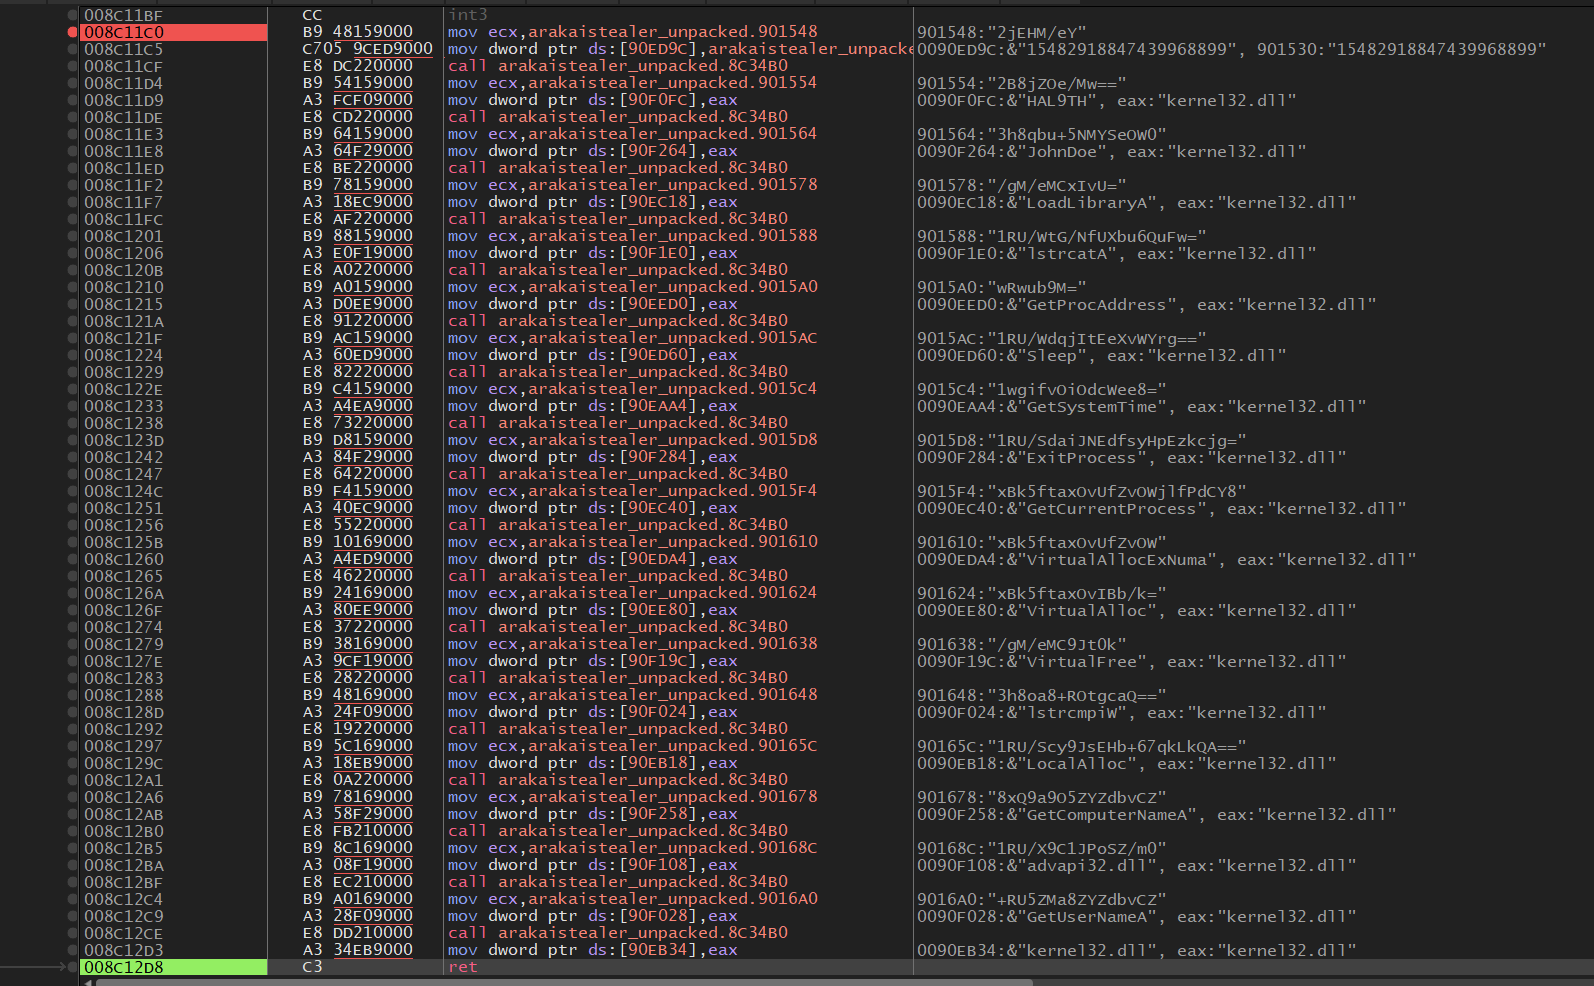 008C11BF CC int3
008C11C0 B9 48159000 mov ecx,arakaistealer_unpacked.901548 901548:"2jEHM/eY"
008C11C5 C705 9CED9000 mov dword ptr ds:[90ED9C],arakaistealer_unpacke 0090ED9C:&"15482918847439968899", 901530:"15482918847439968899"
008C11CF E8 DC220000 call arakaistealer_unpacked.8C34B0
008C11D4 B9 54159000 mov ecx,arakaistealer_unpacked.901554 901554:"2B8jZOe/Mw=="
008C11D9 A3 FCF09000 mov dword ptr ds:[90F0FC],eax 0090F0FC:&"HAL9TH", eax:"kernel32.dll"
008C11DE E8 CD220000 call arakaistealer_unpacked.8C34B0
008C11E3 B9 64159000 mov ecx,arakaistealer_unpacked.901564 901564:"3h8qbu+5NMYSeOW0"
008C11E8 A3 64F29000 mov dword ptr ds:[90F264],eax 0090F264:&"JohnDoe", eax:"kernel32.dll"
008C11ED E8 BE220000 call arakaistealer_unpacked.8C34B0
008C11F2 B9 78159000 mov ecx,arakaistealer_unpacked.901578 901578:"/gM/eMCxIvU="
008C11F7 A3 18EC9000 mov dword ptr ds:[90EC18],eax 0090EC18:&"LoadLibraryA", eax:"kernel32.dll"
008C11FC E8 AF220000 call arakaistealer_unpacked.8C34B0
008C1201 B9 88159000 mov ecx,arakaistealer_unpacked.901588 901588:"1RU/WtG/NfUXbu6QuFw="
008C1206 A3 E0F19000 mov dword ptr ds:[90F1E0],eax 0090F1E0:&"lstrcatA", eax:"kernel32.dll"
008C120B E8 A0220000 call arakaistealer_unpacked.8C34B0
008C1210 B9 A0159000 mov ecx,arakaistealer_unpacked.9015A0 9015A0:"wRwub9M="
008C1215 A3 D0EE9000 mov dword ptr ds:[90EED0],eax 0090EED0:&"GetProcAddress", eax:"kernel32.dll"
008C121A E8 91220000 call arakaistealer_unpacked.8C34B0
008C121F B9 AC159000 mov ecx,arakaistealer_unpacked.9015AC 9015AC:"1RU/WdqjItEeXvWYrg=="
008C1224 A3 60ED9000 mov dword ptr ds:[90ED60],eax 0090ED60:&"Sleep", eax:"kernel32.dll"
008C1229 E8 82220000 call arakaistealer_unpacked.8C34B0
008C122E B9 C4159000 mov ecx,arakaistealer_unpacked.9015C4 9015C4:"1wgifvOiOdcWee8="
008C1233 A3 A4EA9000 mov dword ptr ds:[90EAA4],eax 0090EAA4:&"GetSystemTime", eax:"kernel32.dll"
008C1238 E8 73220000 call arakaistealer_unpacked.8C34B0
008C123D B9 D8159000 mov ecx,arakaistealer_unpacked.9015D8 9015D8:"1RU/SdaiJNEdfsyHpEzkcjg="
008C1242 A3 84F29000 mov dword ptr ds:[90F284],eax 0090F284:&"ExitProcess", eax:"kernel32.dll"
008C1247 E8 64220000 call arakaistealer_unpacked.8C34B0
008C124C B9 F4159000 mov ecx,arakaistealer_unpacked.9015F4 9015F4:"xBk5ftaxOvUfZvOWjlfPdCY8"
008C1251 A3 40EC9000 mov dword ptr ds:[90EC40],eax 0090EC40:&"GetCurrentProcess", eax:"kernel32.dll"
008C1256 E8 55220000 call arakaistealer_unpacked.8C34B0
008C125B B9 10169000 mov ecx,arakaistealer_unpacked.901610 901610:"xBk5ftaxOvUfZvOW"
008C1260 A3 A4ED9000 mov dword ptr ds:[90EDA4],eax 0090EDA4:&"VirtualAllocExNuma", eax:"kernel32.dll"
008C1265 E8 46220000 call arakaistealer_unpacked.8C34B0
008C126A B9 24169000 mov ecx,arakaistealer_unpacked.901624 901624:"xBk5ftaxOvIBb/k="
008C126F A3 80EE9000 mov dword ptr ds:[90EE80],eax 0090EE80:&"VirtualAlloc", eax:"kernel32.dll"
008C1274 E8 37220000 call arakaistealer_unpacked.8C34B0
008C1279 B9 38169000 mov ecx,arakaistealer_unpacked.901638 901638:"/gM/eMC9Jt0k"
008C127E A3 9CF19000 mov dword ptr ds:[90F19C],eax 0090F19C:&"VirtualFree", eax:"kernel32.dll"
008C1283 E8 28220000 call arakaistealer_unpacked.8C34B0
008C1288 B9 48169000 mov ecx,arakaistealer_unpacked.901648 901648:"3h8oa8+ROtgcaQ=="
008C128D A3 24F09000 mov dword ptr ds:[90F024],eax 0090F024:&"lstrcmpiW", eax:"kernel32.dll"
008C1292 E8 19220000 call arakaistealer_unpacked.8C34B0
008C1297 B9 5C169000 mov ecx,arakaistealer_unpacked.90165C 90165C:"1RU/Scy9JsEHb+67qkLkQA=="
008C129C A3 18EB9000 mov dword ptr ds:[90EB18],eax 0090EB18:&"LocalAlloc", eax:"kernel32.dll"
008C12A1 E8 0A220000 call arakaistealer_unpacked.8C34B0
008C12A6 B9 78169000 mov ecx,arakaistealer_unpacked.901678 901678:"8xQ9a9O5ZYZdbvCZ"
008C12AB A3 58F29000 mov dword ptr ds:[90F258],eax 0090F258:&"GetComputerNameA", eax:"kernel32.dll"
008C12B0 E8 FB210000 call arakaistealer_unpacked.8C34B0
008C12B5 B9 8C169000 mov ecx,arakaistealer_unpacked.90168C 90168C:"1RU/X9C1JPoSZ/m0"
008C12BA A3 08F19000 mov dword ptr ds:[90F108],eax 0090F108:&"advapi32.dll", eax:"kernel32.dll"
008C12BF E8 EC210000 call arakaistealer_unpacked.8C34B0
008C12C4 B9 A0169000 mov ecx,arakaistealer_unpacked.9016A0 9016A0:"+RU5ZMa8ZYZdbvCZ"
008C12C9 A3 28F09000 mov dword ptr ds:[90F028],eax 0090F028:&"GetUserNameA", eax:"kernel32.dll"
008C12CE E8 DD210000 call arakaistealer_unpacked.8C34B0
008C12D3 A3 34EB9000 mov dword ptr ds:[90EB34],eax 0090EB34:&"kernel32.dll", eax:"kernel32.dll"
008C12D8 C3 ret